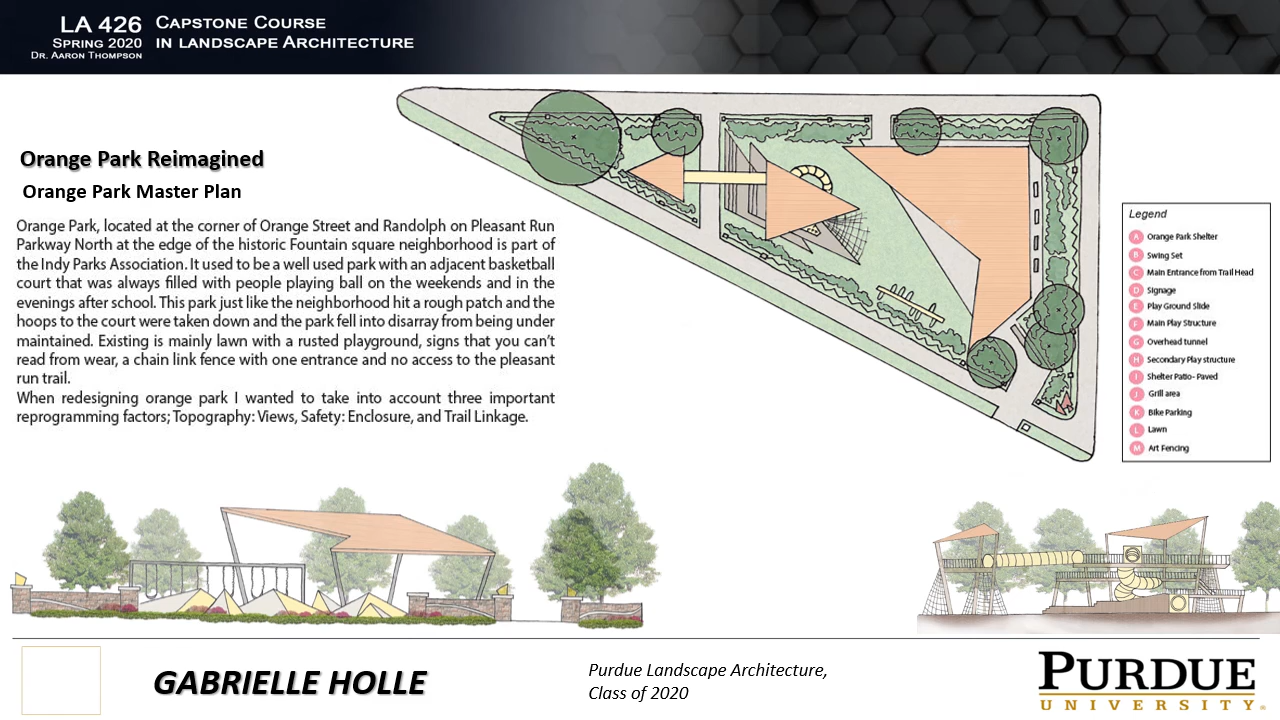 LA 426
SPRING 2020
DR. AARON THOMPSON
CAPSTONE COURSE
IN LANDSCAPE ARCHITECTURE
Orange Park Reimagined
Orange Park Master Plan
Orange Park, located at the corner of Orange Street and Randolph on Pleasant Run
Parkway North at the edge of the historic Fountain square neighborhood is part of
the Indy Parks Association. It used to be a well used park with an adjacent basketball
court that was always filled with people playing ball on the weekends and in the
evenings after school. This park just like the neighborhood hit a rough patch and the
hoops to the court were taken down and the park fell into disarray from being under
maintained. Existing is mainly lawn with a rusted playground, signs that you can't
read from wear, a chain link fence with one entrance and no access to the pleasant
run trail.
When redesigning orange park I wanted to take into account three important
reprogramming factors; Topography: Views, Safety: Enclosure, and Trail Linkage.
Legend
A Orange Park Shelter
B Swing Set
C Main Entrance from Trail Head
D Signage
E Play Ground Slide
F Main Play Structure
G Overhead tunnel
H Secondary Play structure
I Shelter Patio- Paved
J Grill area
K Bike Parking
L Lawn
M Art Fencing
GABRIELLE HOLLE
Purdue Landscape Architecture,
Class of 2020
PURDUE
UNIVERSITY®